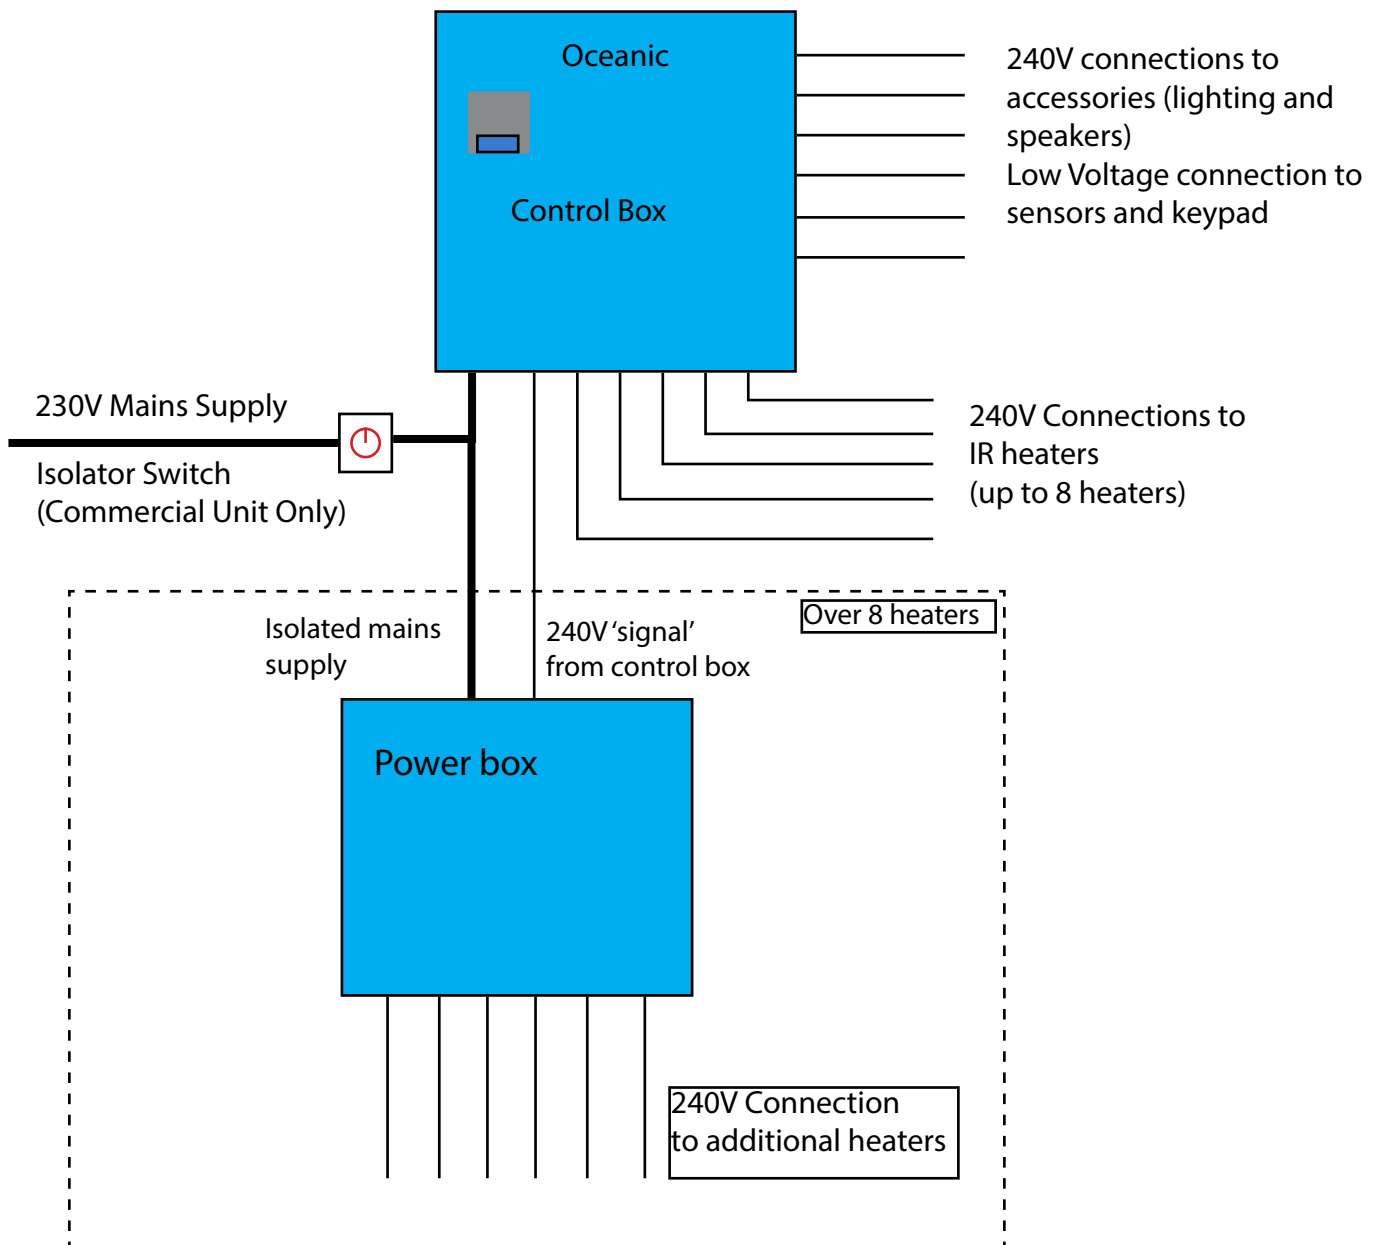 Oceanic
Control Box
240V connections to
accessories (lighting and
speakers)
Low Voltage connection to
sensors and keypad
230V Mains Supply
Isolator Switch
(Commercial Unit Only)
240V Connections to
IR heaters
(up to 8 heaters)
Over 8 heaters
Isolated mains
supply
240V ‘signal’
from control box
Power box
240V Connection
to additional heaters